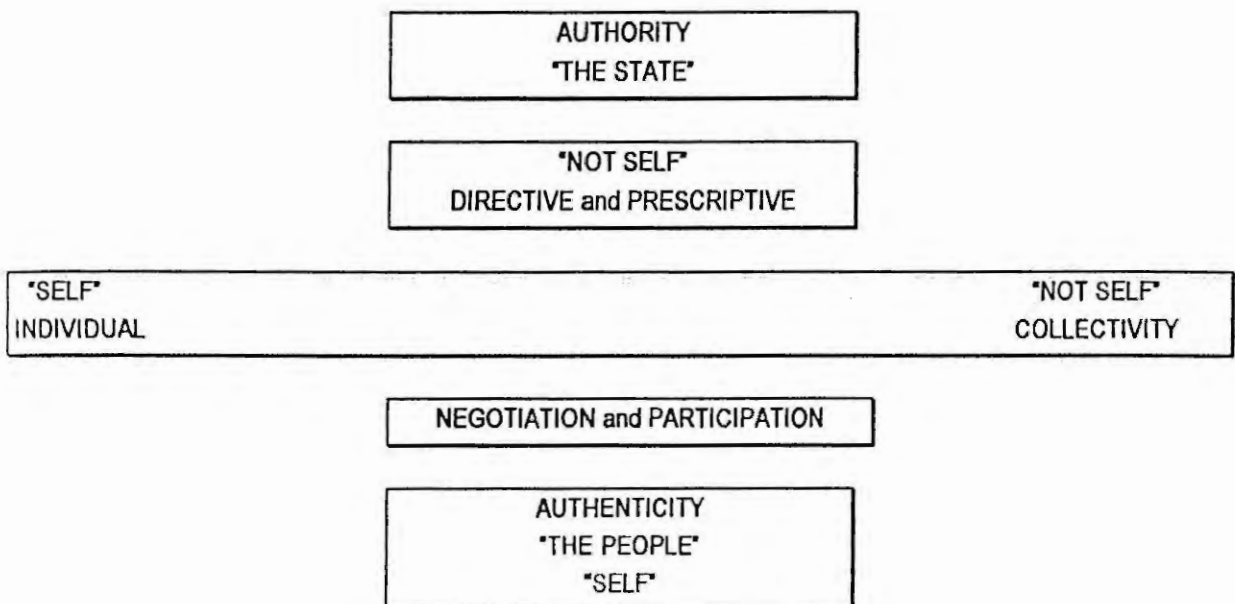 AUTHORITY
"THE STATE"
"NOT SELF"
DIRECTIVE and PRESCRIPTIVE
"SELF" "NOT SELF"
INDIVIDUAL COLLECTIVITY
NEGOTIATION and PARTICIPATION
AUTHENTICITY
"THE PEOPLE"
"SELF"